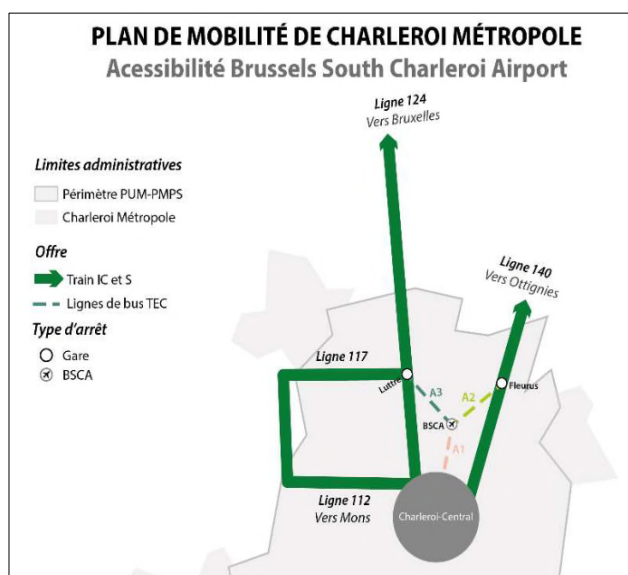 PLAN DE MOBILITÉ DE CHARLEROI MÉTROPOLE
Acessibilité Brussels South Charleroi Airport
Ligne 124
Vers Bruxelles
Limites administratives
Périmètre PUM-PMPS
Charleroi Métropole
Offre
Train IC et S
Lignes de bus TEC
Type d'arrêt
Gare
BSCA
Ligne 140
Vers Ottignies
Ligne 117
Luttre
A3
A2
Fleurus
BSCA
A1
Ligne 112
Vers Mons
Charleroi-Central